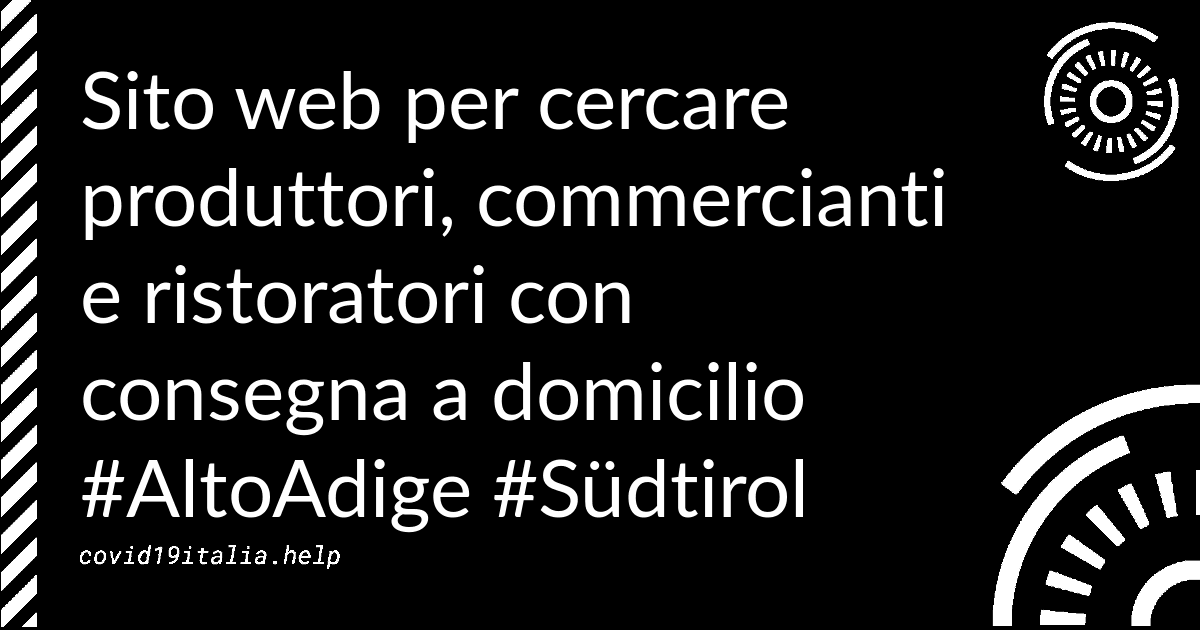 Sito web per cercare
produttori, commercianti
e ristoratori con
consegna a domicilio
#AltoAdige #Südtirol
covid19italia.help